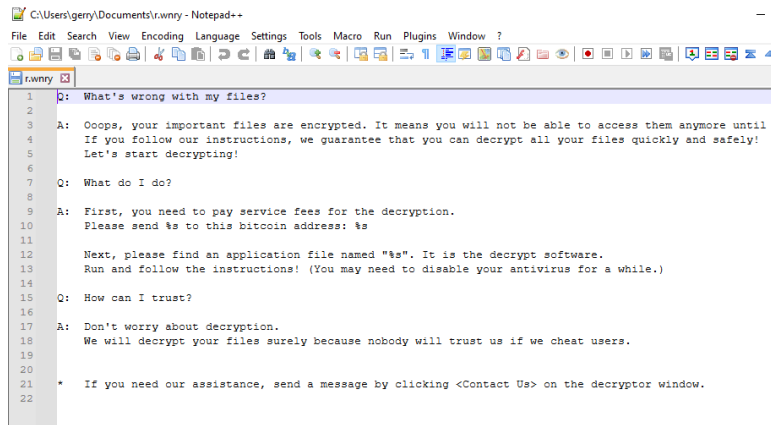 C:\Users\gerry\Documents\r.wnry - Notepad++
File Edit Search View Encoding Language Settings Tools Macro Run Plugins Window ?
r.wnry
1 Q: What's wrong with my files?
2
3 A: Ooops, your important files are encrypted. It means you will not be able to access them anymore until
4 If you follow our instructions, we guarantee that you can decrypt all your files quickly and safely!
5 Let's start decrypting!
6
7 Q: What do I do?
8
9 A: First, you need to pay service fees for the decryption.
10 Please send %s to this bitcoin address: %s
11
12 Next, please find an application file named "%s". It is the decrypt software.
13 Run and follow the instructions! (You may need to disable your antivirus for a while.)
14
15 Q: How can I trust?
16
17 A: Don't worry about decryption.
18 We will decrypt your files surely because nobody will trust us if we cheat users.
19
20
21 * If you need our assistance, send a message by clicking <Contact Us> on the decryptor window.
22